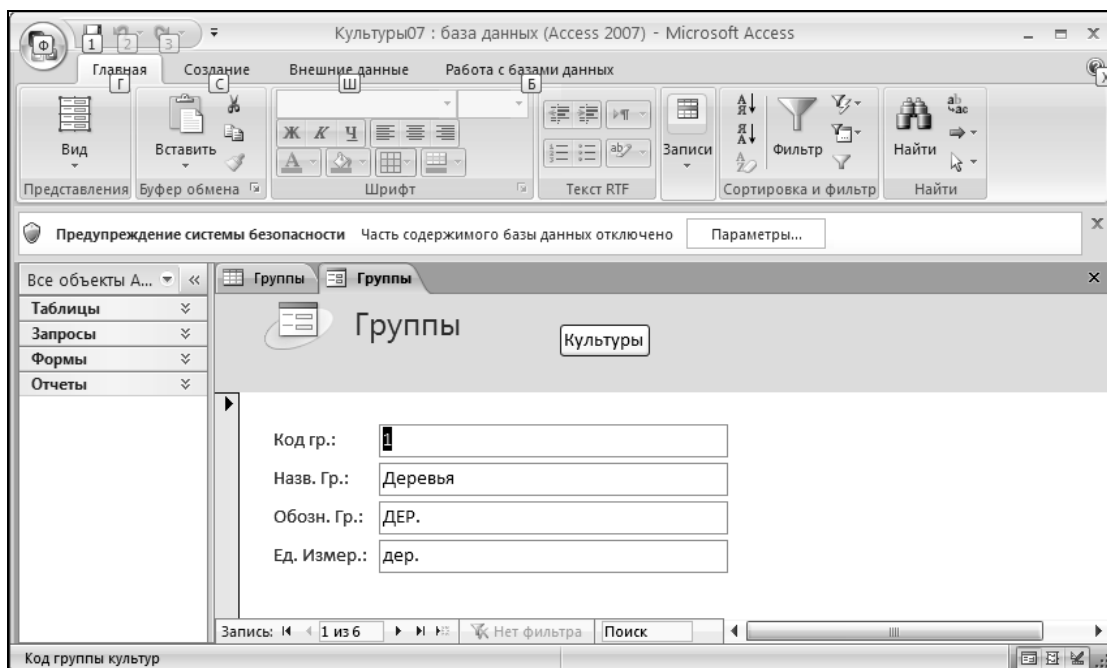 Культуры07 : база данных (Access 2007) - Microsoft Access
Ф 1 2 3
Главная Создание Внешние данные Работа с базами данных
Г С Ш Б
Вид Вставить Ж К Ч Записи Фильтр Найти
Представления Буфер обмена Шрифт Текст RTF Сортировка и фильтр Найти
Предупреждение системы безопасности Часть содержимого базы данных отключено Параметры...
Все объекты A... Группы Группы
Таблицы
Запросы
Формы
Отчеты
Группы
Культуры
Код гр.: 1
Назв. Гр.: Деревья
Обозн. Гр.: ДЕР.
Ед. Измер.: дер.
Запись: 1 из 6 Нет фильтра Поиск
Код группы культур